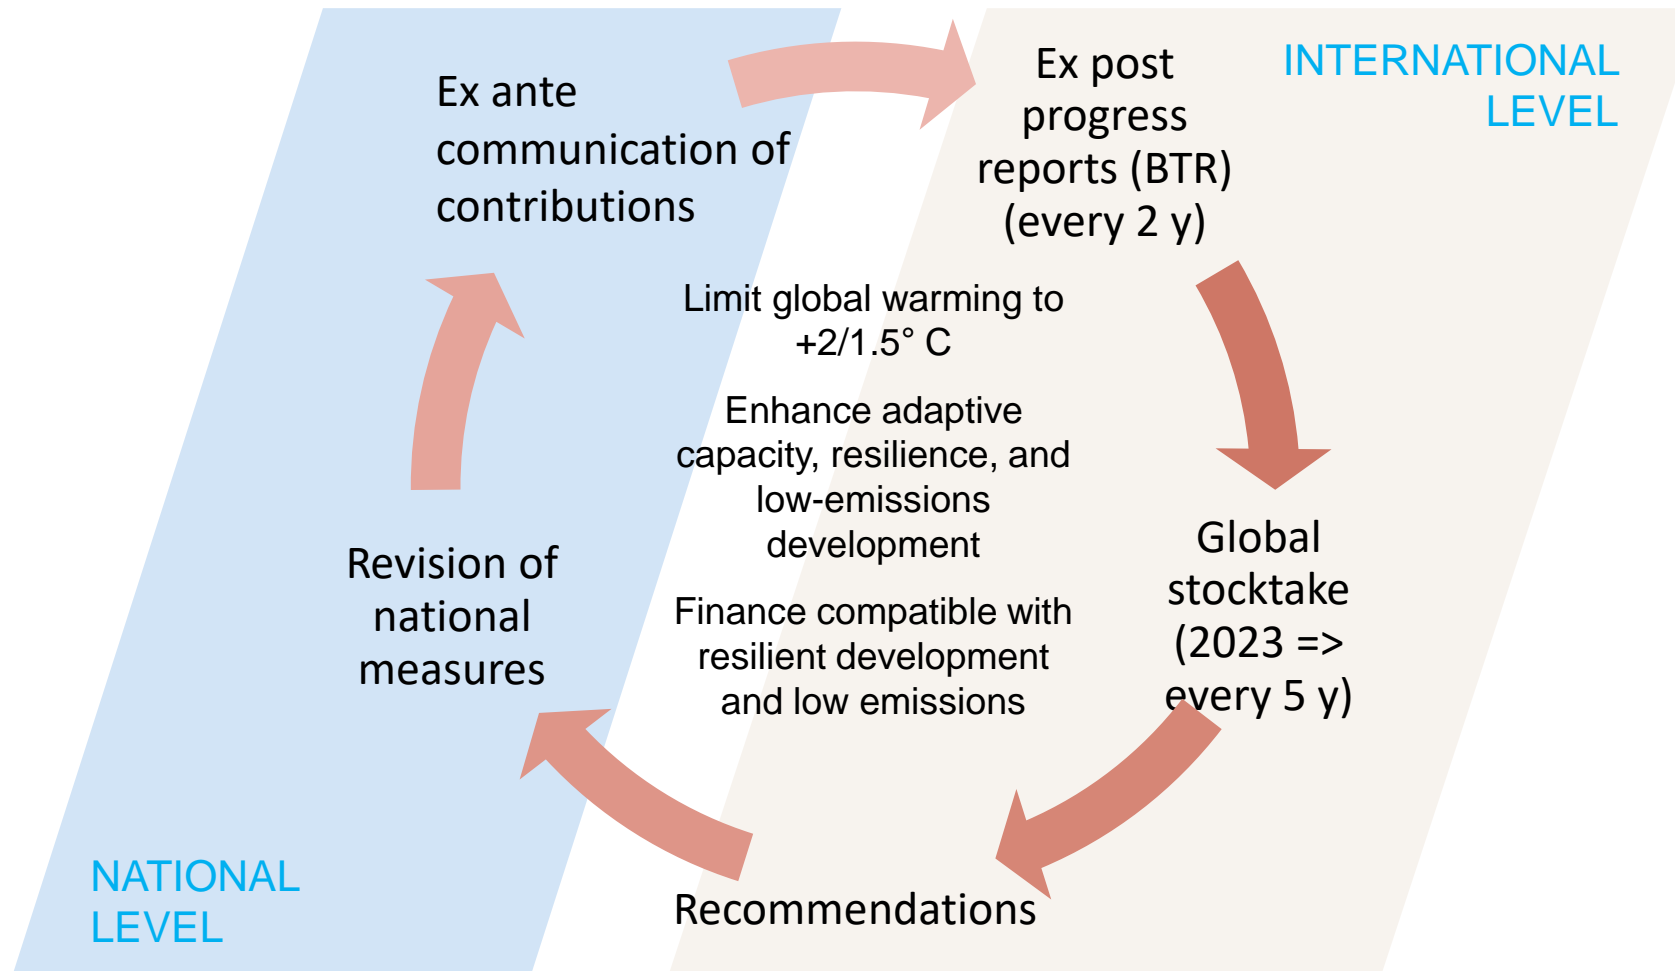 Ex ante
communication of
contributions
Ex post
progress
reports (BTR)
(every 2 y)
INTERNATIONAL
LEVEL
Limit global warming to
+2/1.5° C
Enhance adaptive
capacity, resilience, and
low-emissions
development
Finance compatible with
resilient development
and low emissions
Global
stocktake
(2023 =>
every 5 y)
Revision of
national
measures
Recommendations
NATIONAL
LEVEL